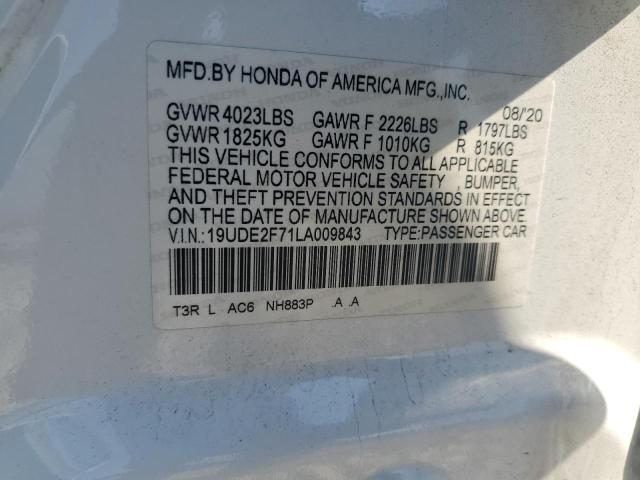 MFD.BY HONDA OF AMERICA MFG.,INC.
08/'20
GVWR 4023LBS GAWR F 2226LBS R 1797LBS
GVWR 1825KG GAWR F 1010KG R 815KG
THIS VEHICLE CONFORMS TO ALL APPLICABLE
FEDERAL MOTOR VEHICLE SAFETY , BUMPER,
AND THEFT PREVENTION STANDARDS IN EFFECT
ON THE DATE OF MANUFACTURE SHOWN ABOVE.
V.I.N.: 19UDE2F71LA009843 TYPE:PASSENGER CAR
T3R L AC6 NH883P .A .A